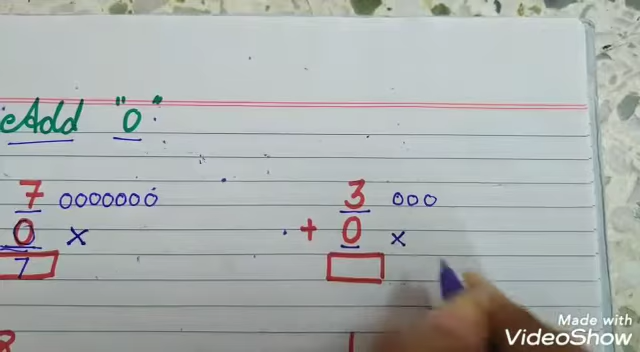 Add "0"
7 0000000 3 000
0 x + 0 x
7
Made with
VideoShow